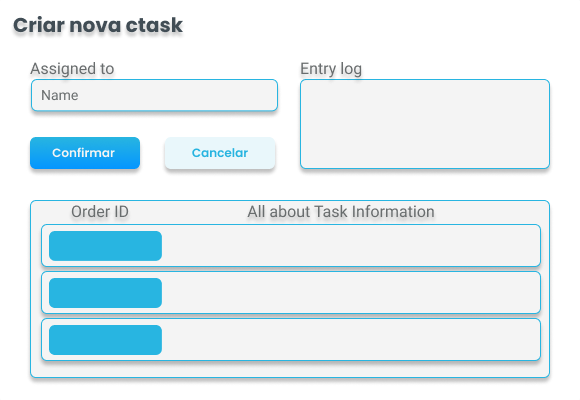 Criar nova ctask
Assigned to
Name
Entry log
Confirmar
Cancelar
Order ID
All about Task Information